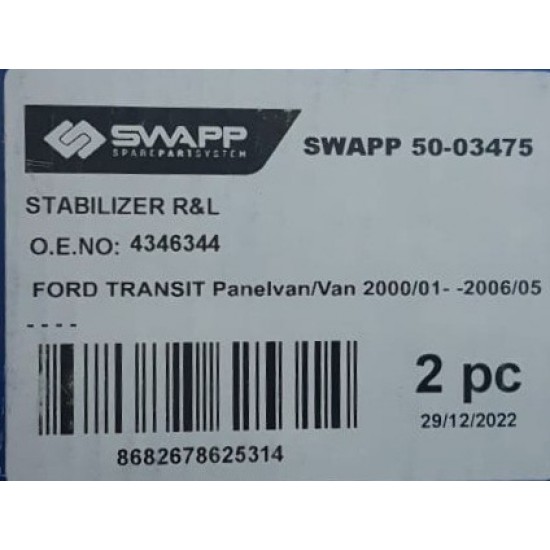 SWAPP
SPAREPARTSYSTEM
SWAPP 50-03475
STABILIZER R&L
O.E.NO: 4346344
FORD TRANSIT Panelvan/Van 2000/01- -2006/05
- - - -
2 pc
29/12/2022
8682678625314